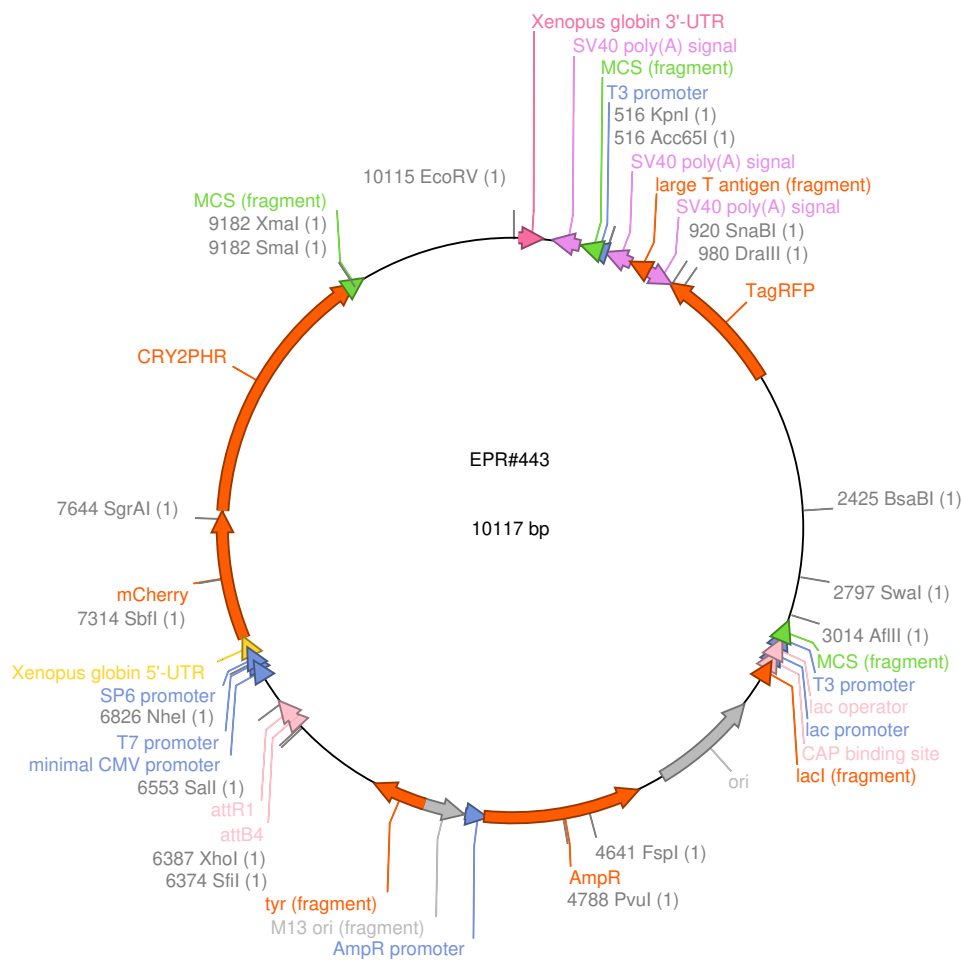 Xenopus globin 3'-UTR
SV40 poly(A) signal
MCS (fragment)
T3 promoter
516 KpnI (1)
516 Acc65I (1)
SV40 poly(A) signal
large T antigen (fragment)
SV40 poly(A) signal
920 SnaBI (1)
980 DraIII (1)
TagRFP
10115 EcoRV (1)
MCS (fragment)
9182 XmaI (1)
9182 SmaI (1)
CRY2PHR
EPR#443
10117 bp
2425 BsaBI (1)
2797 SwaI (1)
3014 AflII (1)
MCS (fragment)
T3 promoter
lac operator
lac promoter
CAP binding site
lacI (fragment)
ori
4641 FspI (1)
AmpR
4788 PvuI (1)
7644 SgrAI (1)
mCherry
7314 SbfI (1)
Xenopus globin 5'-UTR
SP6 promoter
6826 NheI (1)
T7 promoter
minimal CMV promoter
6553 SalI (1)
attR1
attB4
6387 XhoI (1)
6374 SfiI (1)
tyr (fragment)
M13 ori (fragment)
AmpR promoter